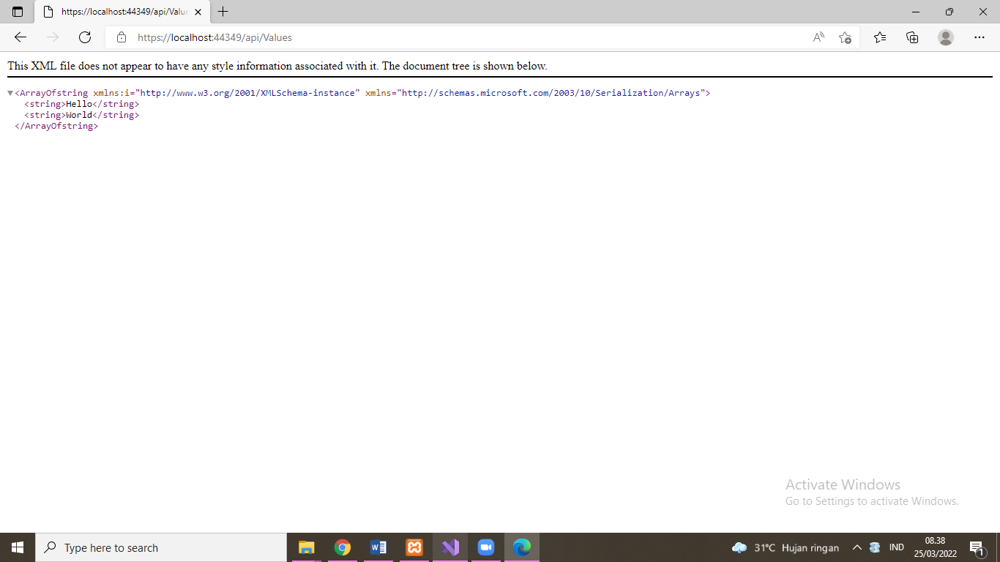 https://localhost:44349/api/Value
https://localhost:44349/api/Values
This XML file does not appear to have any style information associated with it. The document tree is shown below.
▼<ArrayOfstring xmlns:i="http://www.w3.org/2001/XMLSchema-instance" xmlns="http://schemas.microsoft.com/2003/10/Serialization/Arrays">
<string>Hello</string>
<string>World</string>
</ArrayOfstring>
Activate Windows
Go to Settings to activate Windows.
Type here to search
31°C Hujan ringan
IND
08.38
25/03/2022
1